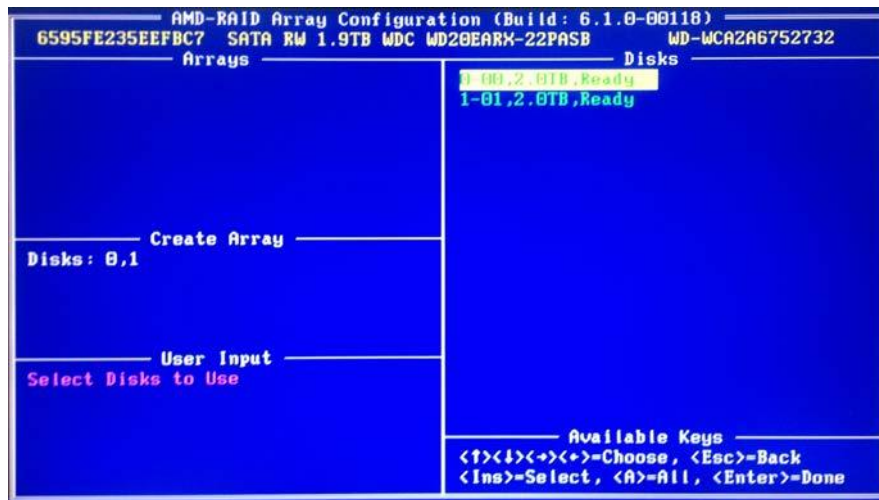 AMD-RAID Array Configuration (Build: 6.1.0-00118)
6595FE235EEFBC7 SATA RW 1.9TB WDC WD20EARX-22PASB WD-WCAZA6752732
Arrays
Disks
0-00,2.0TB,Ready
1-01,2.0TB,Ready
Create Array
Disks: 0,1
User Input
Select Disks to Use
Available Keys
<↑><↓><→><←>=Choose, <Esc>=Back
<Ins>=Select, <A>=All, <Enter>=Done